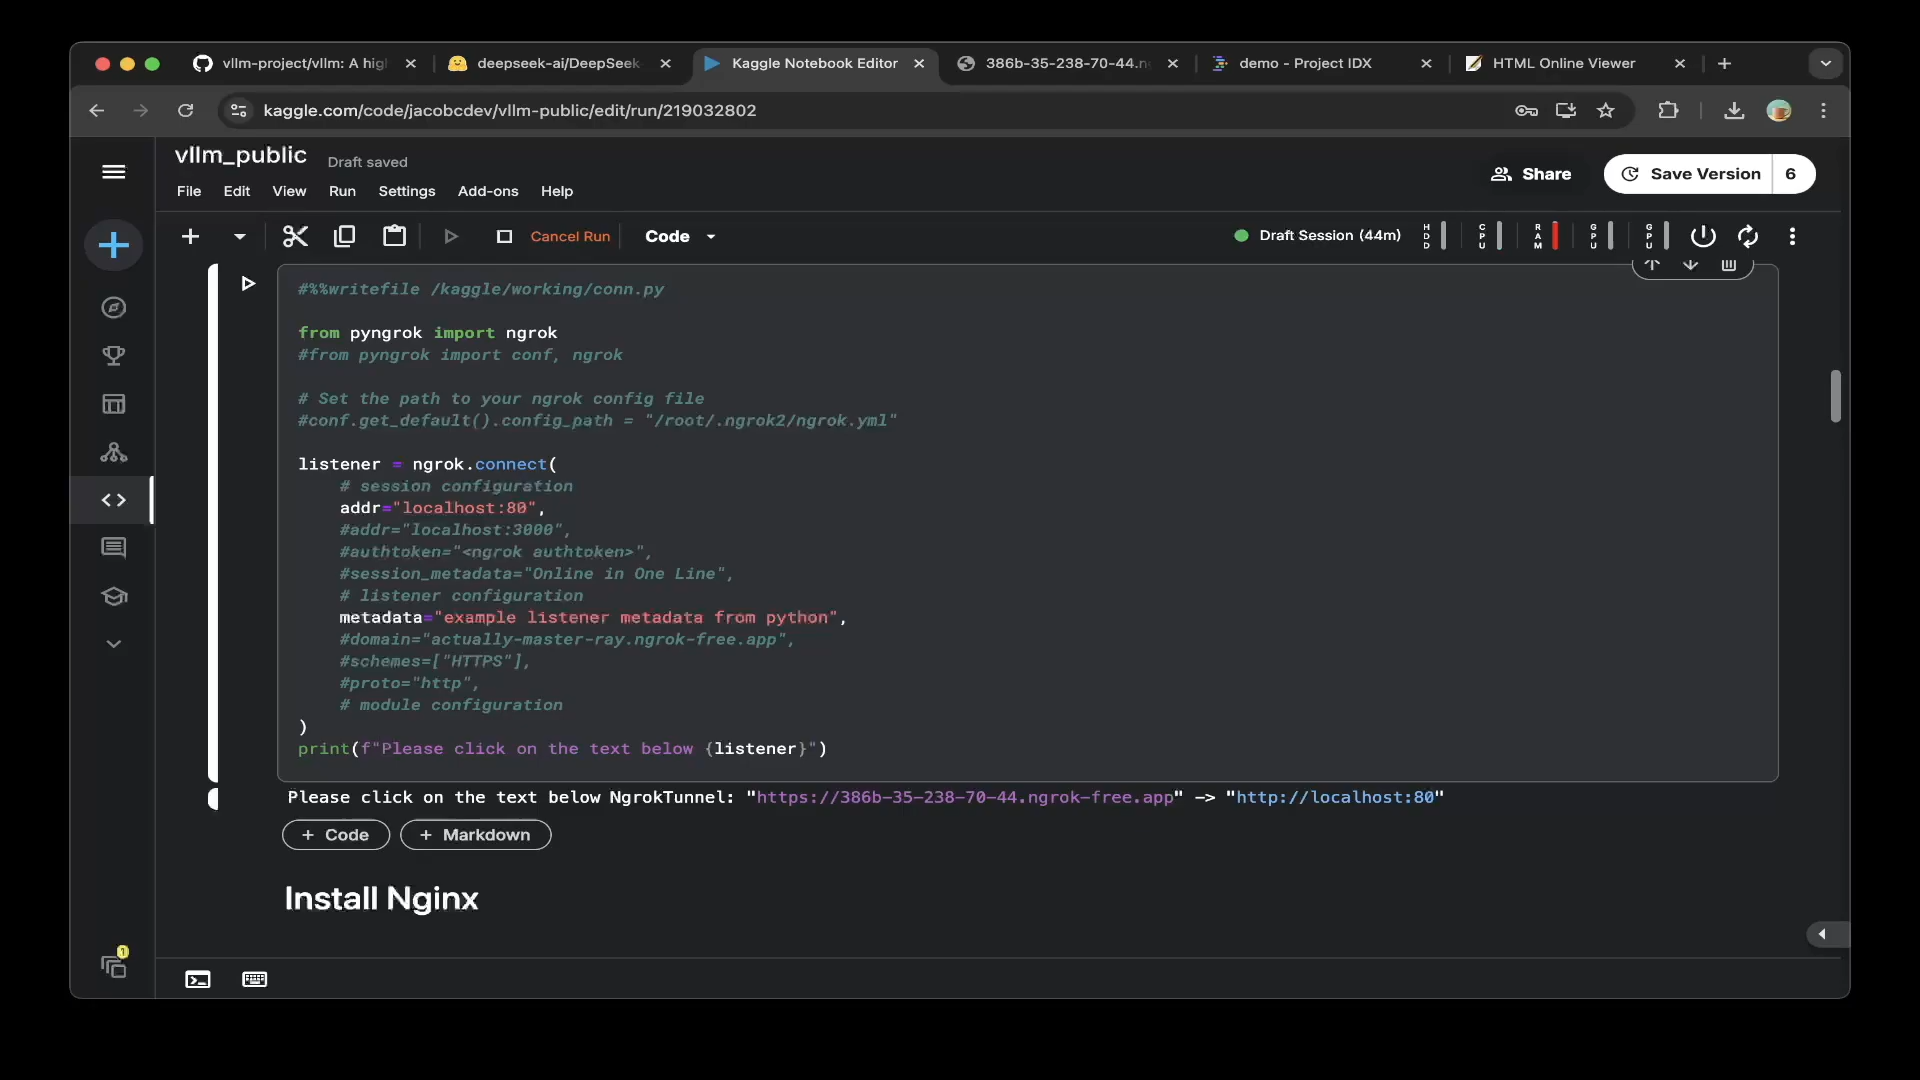 vllm-project/vllm: A hig
deepseek-ai/DeepSeek
Kaggle Notebook Editor
386b-35-238-70-44.n
demo - Project IDX
HTML Online Viewer
kaggle.com/code/jacobcdev/vllm-public/edit/run/219032802
vllm_public
Draft saved
File Edit View Run Settings Add-ons Help
Share
Save Version 6
Cancel Run
Code
Draft Session (44m)
HDD
CPU
RAM
GPU
GPU
#%%writefile /kaggle/working/conn.py
from pyngrok import ngrok
#from pyngrok import conf, ngrok
# Set the path to your ngrok config file
#conf.get_default().config_path = "/root/.ngrok2/ngrok.yml"
listener = ngrok.connect(
# session configuration
addr="localhost:80",
#addr="localhost:3000",
#authtoken="<ngrok authtoken>",
#session_metadata="Online in One Line",
# listener configuration
metadata="example listener metadata from python",
#domain="actually-master-ray.ngrok-free.app",
#schemes=["HTTPS"],
#proto="http",
# module configuration
)
print(f"Please click on the text below {listener}")
Please click on the text below NgrokTunnel: "https://386b-35-238-70-44.ngrok-free.app" -> "http://localhost:80"
+ Code
+ Markdown
Install Nginx
1